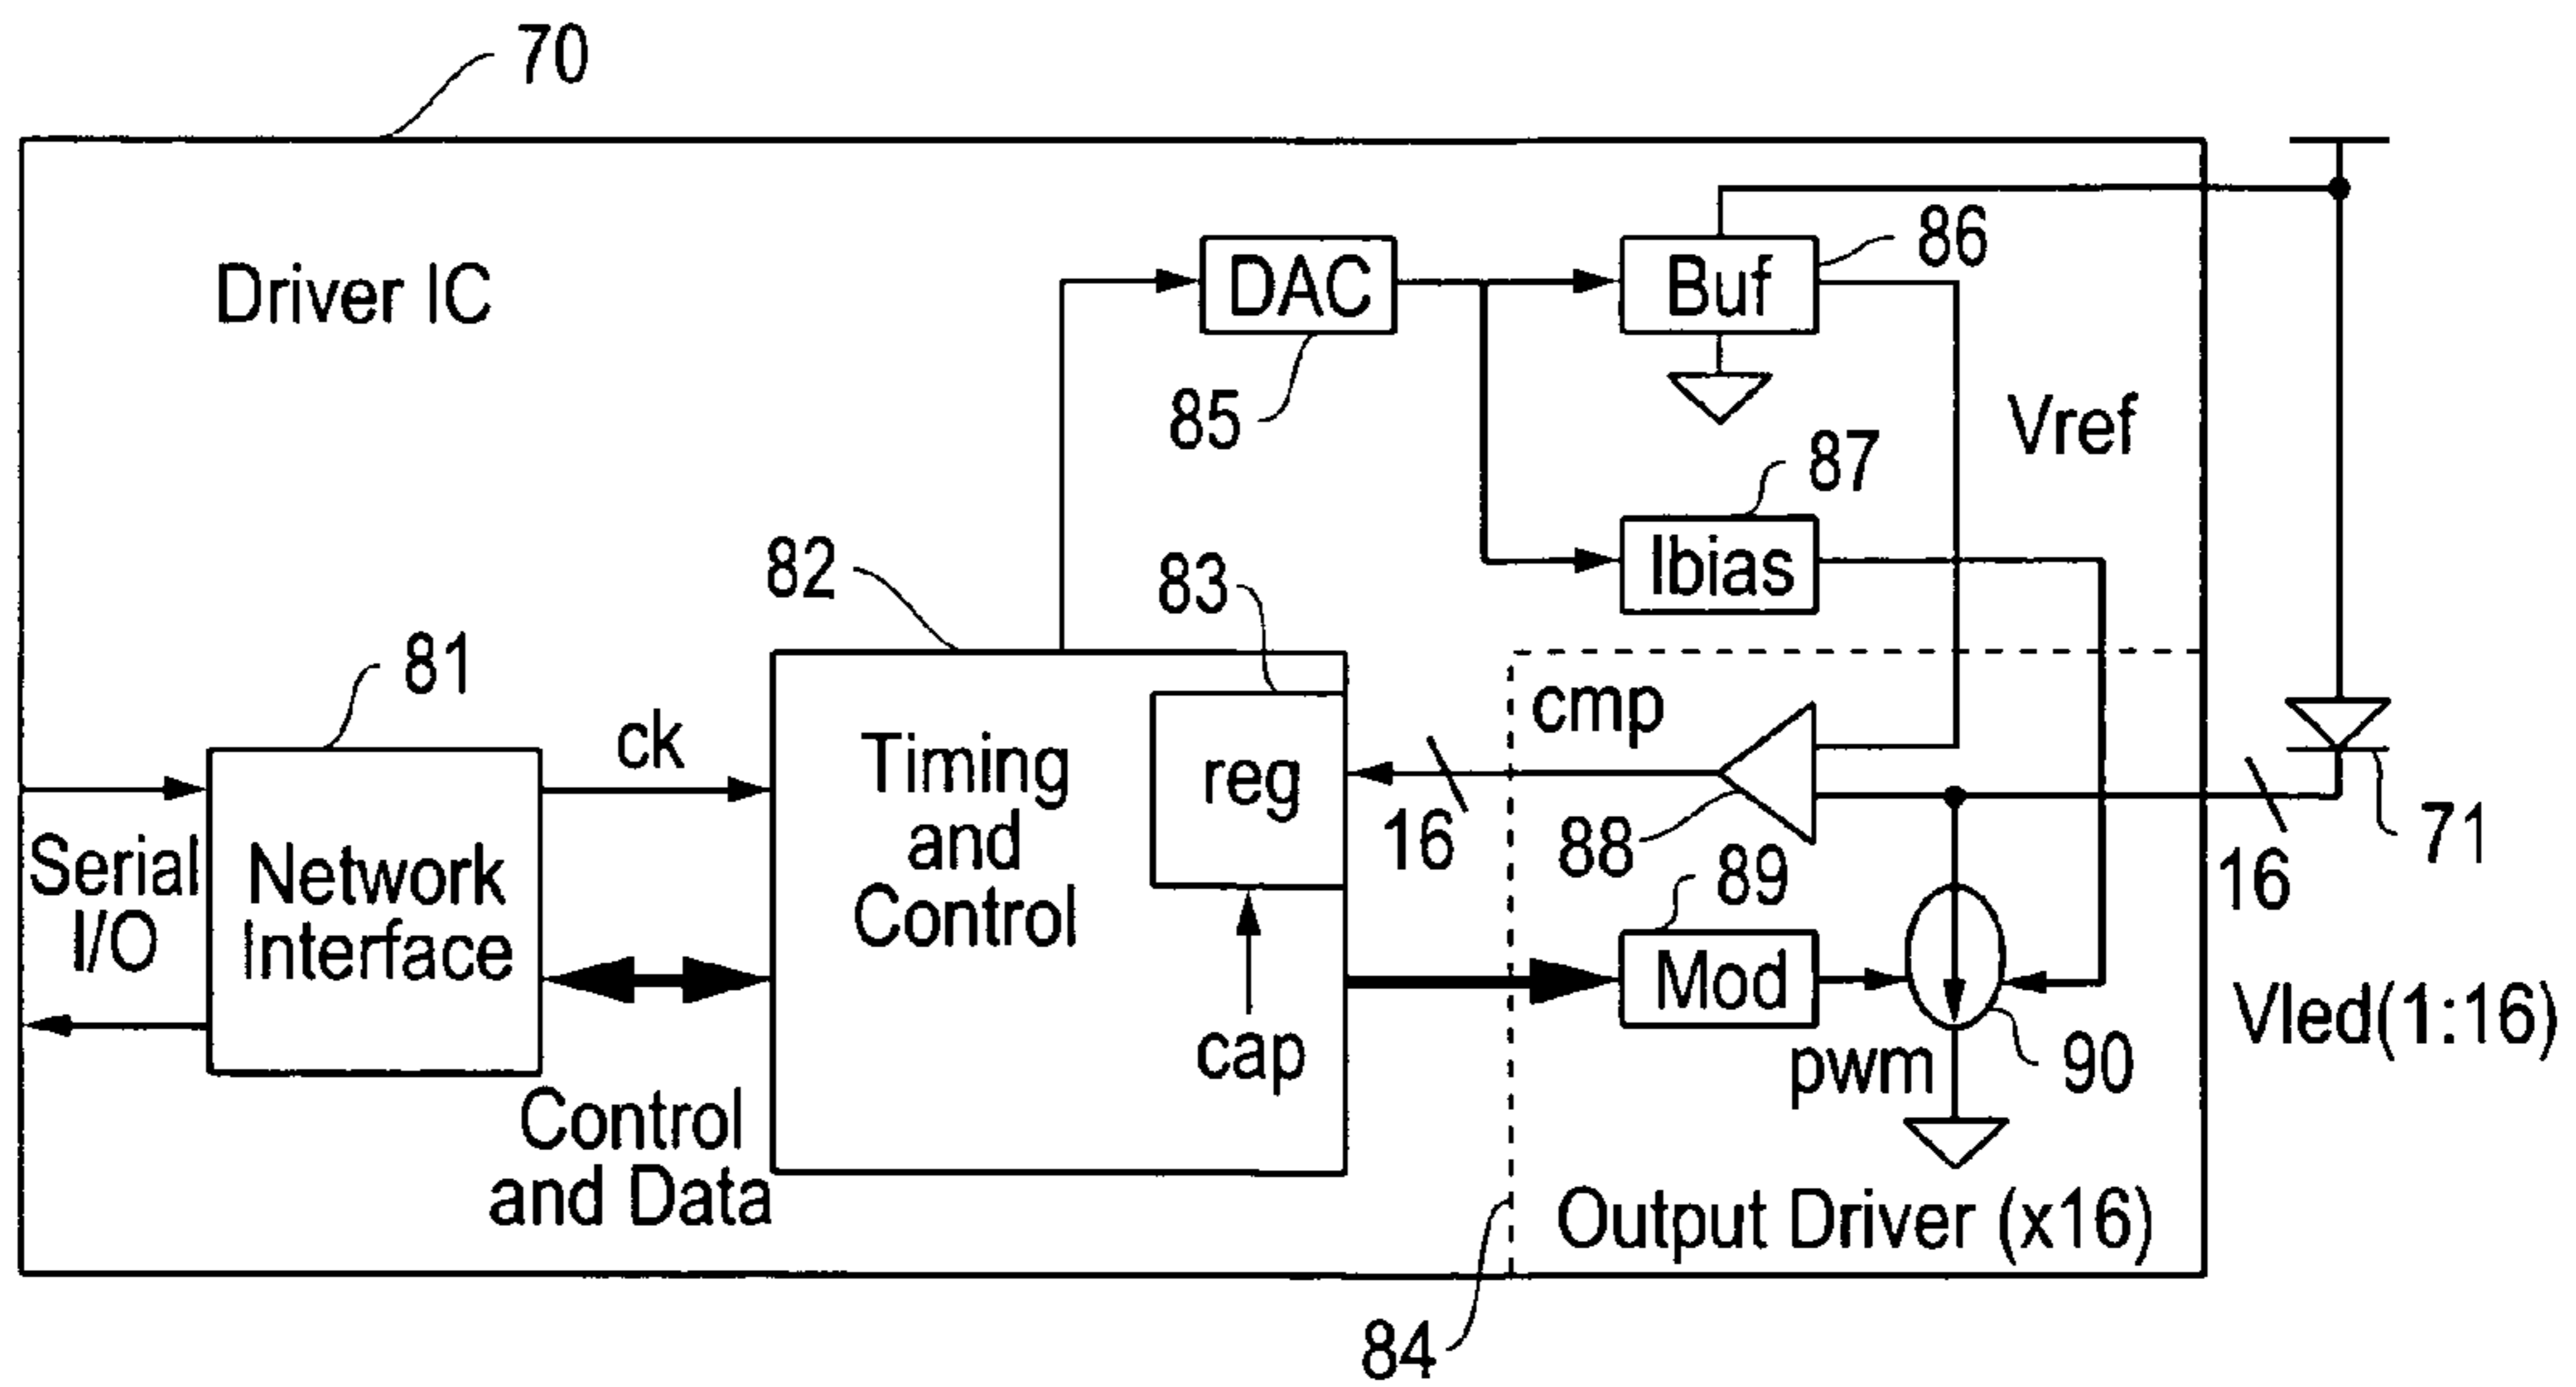 70
Driver IC
DAC
85
Buf
86
Vref
Ibias
87
82
83
81
ck
Timing
and
Control
reg
cap
cmp
16
88
89
Mod
pwm
90
Serial
I/O
Network
Interface
Control
and Data
71
16
Vled(1:16)
Output Driver (x16)
84